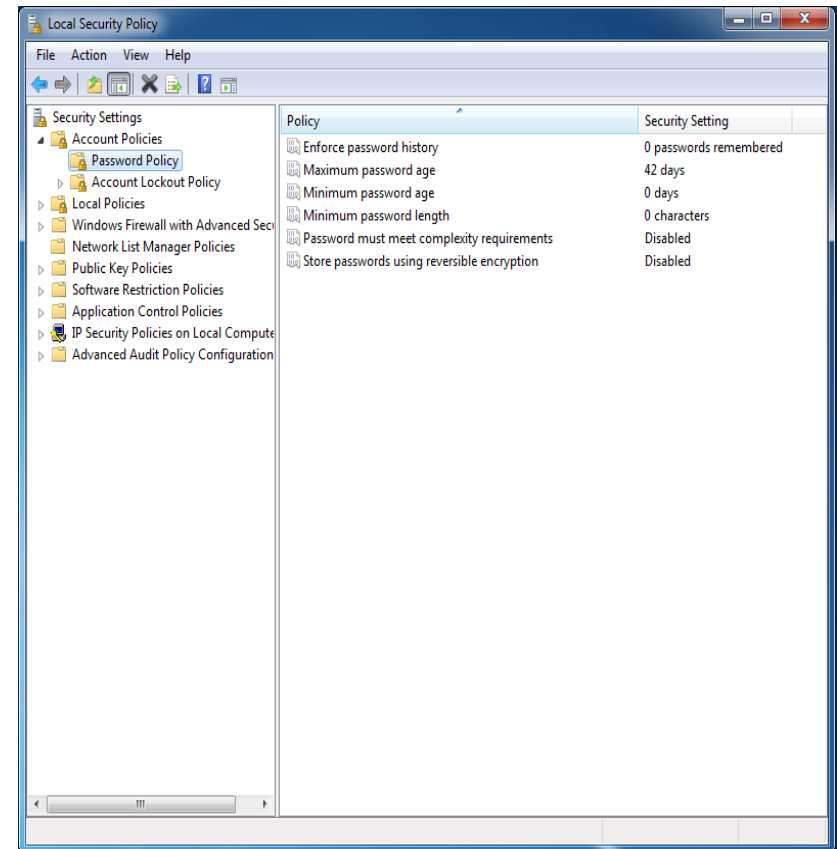 Local Security Policy
File Action View Help
Security Settings
Account Policies
Password Policy
Account Lockout Policy
Local Policies
Windows Firewall with Advanced Secu
Network List Manager Policies
Public Key Policies
Software Restriction Policies
Application Control Policies
IP Security Policies on Local Compute
Advanced Audit Policy Configuration
Policy Security Setting
Enforce password history 0 passwords remembered
Maximum password age 42 days
Minimum password age 0 days
Minimum password length 0 characters
Password must meet complexity requirements Disabled
Store passwords using reversible encryption Disabled